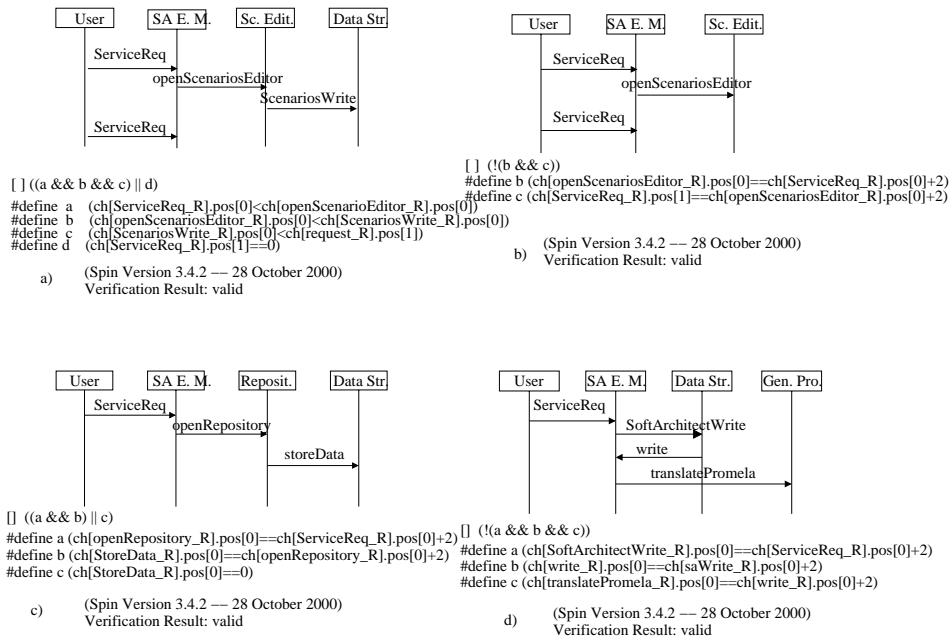 User SA E. M. Sc. Edit. Data Str.
ServiceReq
openScenariosEditor
ScenariosWrite
ServiceReq
[ ] ((a && b && c) || d)
#define a (ch[ServiceReq_R].pos[0]<ch[openScenarioEditor_R].pos[0])
#define b (ch[openScenariosEditor_R].pos[0]<ch[ScenariosWrite_R].pos[0])
#define c (ch[ScenariosWrite_R].pos[0]<ch[request_R].pos[1])
#define d (ch[ServiceReq_R].pos[1]==0)
a) (Spin Version 3.4.2 −− 28 October 2000)
Verification Result: valid
User SA E. M. Sc. Edit.
ServiceReq
openScenariosEditor
ServiceReq
[ ] (!(b && c))
#define b (ch[openScenariosEditor_R].pos[0]==ch[ServiceReq_R].pos[0]+2)
#define c (ch[ServiceReq_R].pos[1]==ch[openScenariosEditor_R].pos[0]+2)
b) (Spin Version 3.4.2 −− 28 October 2000)
Verification Result: valid
User SA E. M. Reposit. Data Str.
ServiceReq
openRepository
storeData
[] ((a && b) || c)
#define a (ch[openRepository_R].pos[0]==ch[ServiceReq_R].pos[0]+2)
#define b (ch[StoreData_R].pos[0]==ch[openRepository_R].pos[0]+2)
#define c (ch[StoreData_R].pos[0]==0)
c) (Spin Version 3.4.2 −− 28 October 2000)
Verification Result: valid
User SA E. M. Data Str. Gen. Pro.
ServiceReq
SoftArchitectWrite
write
translatePromela
[] (!(a && b && c))
#define a (ch[SoftArchitectWrite_R].pos[0]==ch[ServiceReq_R].pos[0]+2)
#define b (ch[write_R].pos[0]==ch[saWrite_R].pos[0]+2)
#define c (ch[translatePromela_R].pos[0]==ch[write_R].pos[0]+2)
d) (Spin Version 3.4.2 −− 28 October 2000)
Verification Result: valid